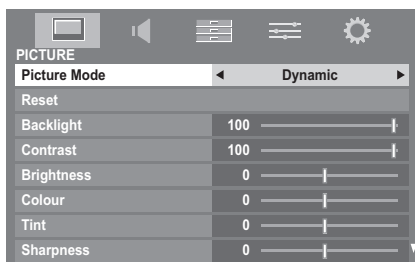 PICTURE
Picture Mode Dynamic
Reset
Backlight 100
Contrast 100
Brightness 0
Colour 0
Tint 0
Sharpness 0